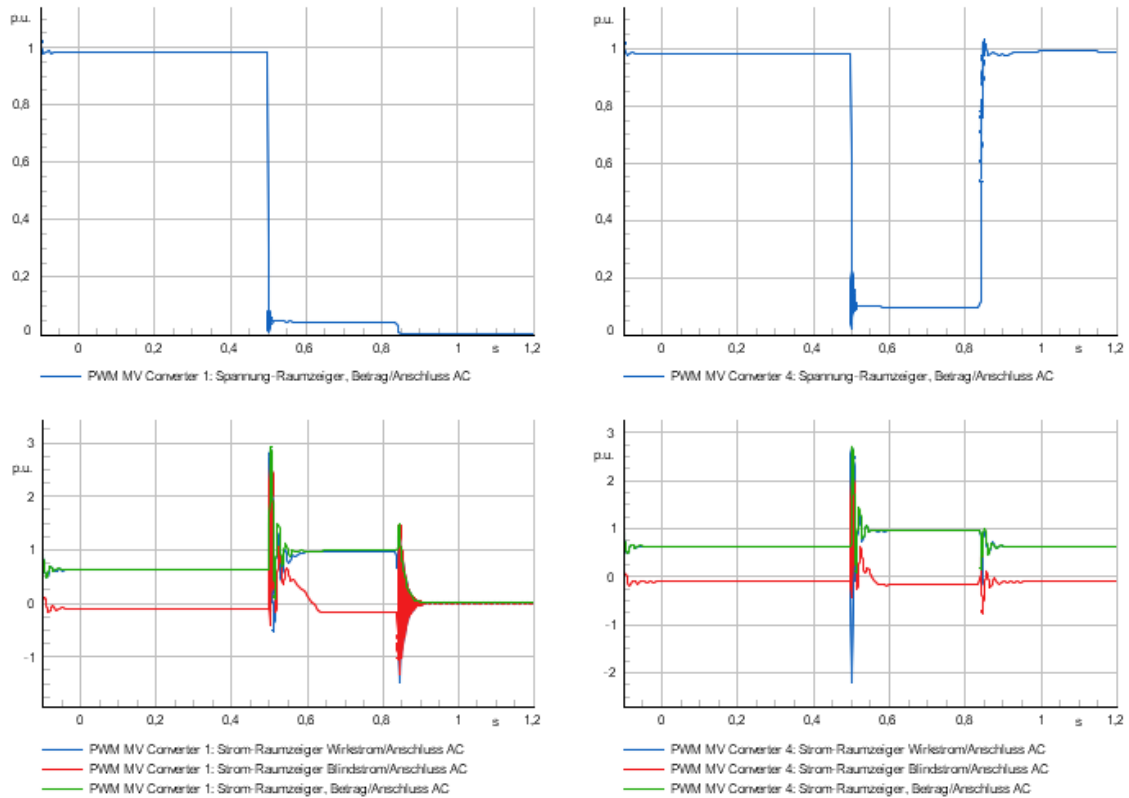 p.u.
1
0,8
0,6
0,4
0,2
0
0 0,2 0,4 0,6 0,8 1 s 1,2
PWM MV Converter 1: Spannung-Raumzeiger, Betrag/Anschluss AC
p.u.
1
0,8
0,6
0,4
0,2
0
0 0,2 0,4 0,6 0,8 1 s 1,2
PWM MV Converter 4: Spannung-Raumzeiger, Betrag/Anschluss AC
3
p.u.
2
1
0
-1
0 0,2 0,4 0,6 0,8 1 s 1,2
PWM MV Converter 1: Strom-Raumzeiger Wirkstrom/Anschluss AC
PWM MV Converter 1: Strom-Raumzeiger Blindstrom/Anschluss AC
PWM MV Converter 1: Strom-Raumzeiger, Betrag/Anschluss AC
3
p.u.
2
1
0
-1
-2
0 0,2 0,4 0,6 0,8 1 s 1,2
PWM MV Converter 4: Strom-Raumzeiger Wirkstrom/Anschluss AC
PWM MV Converter 4: Strom-Raumzeiger Blindstrom/Anschluss AC
PWM MV Converter 4: Strom-Raumzeiger, Betrag/Anschluss AC